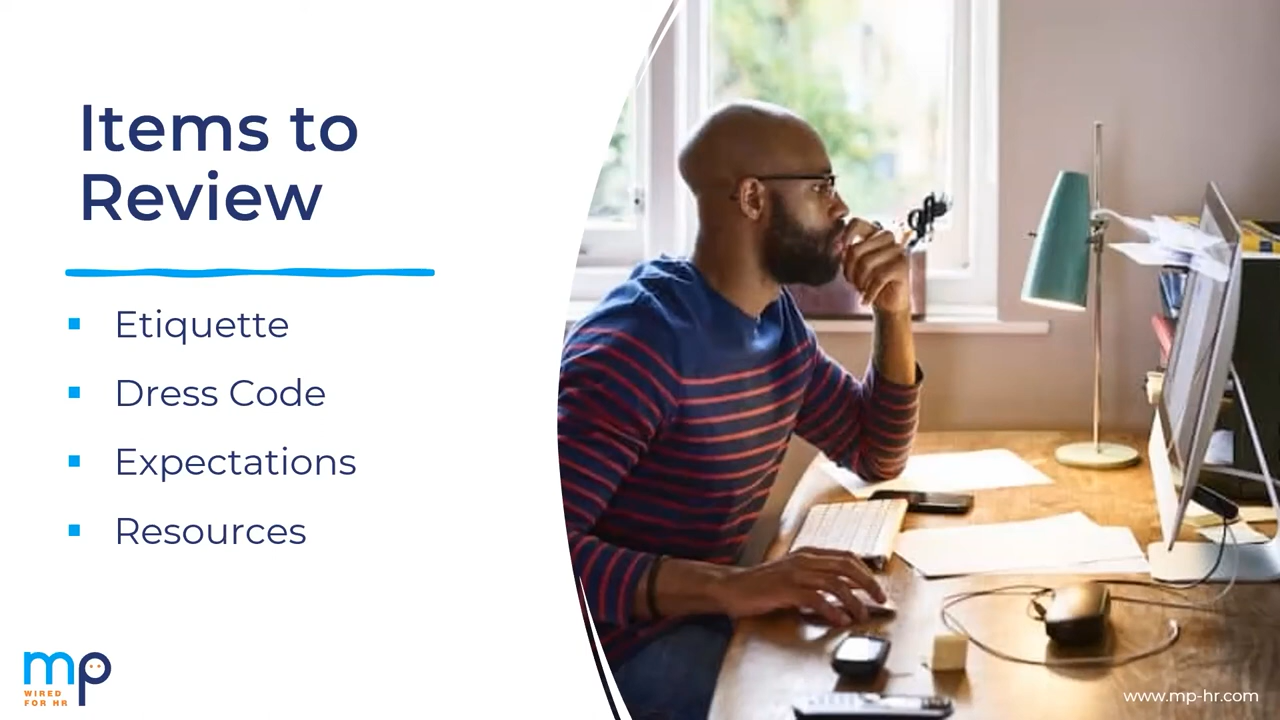 Items to
Review
Etiquette
Dress Code
Expectations
Resources
mp
WIRED
FOR HR
www.mp-hr.com